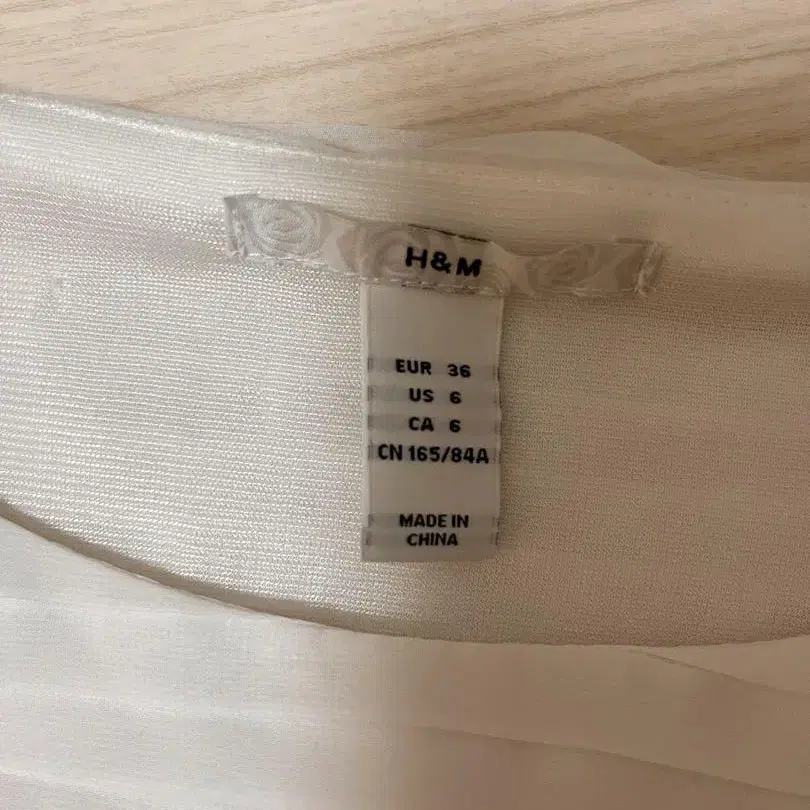 H&M
EUR 36
US 6
CA 6
CN 165/84A
MADE IN
CHINA